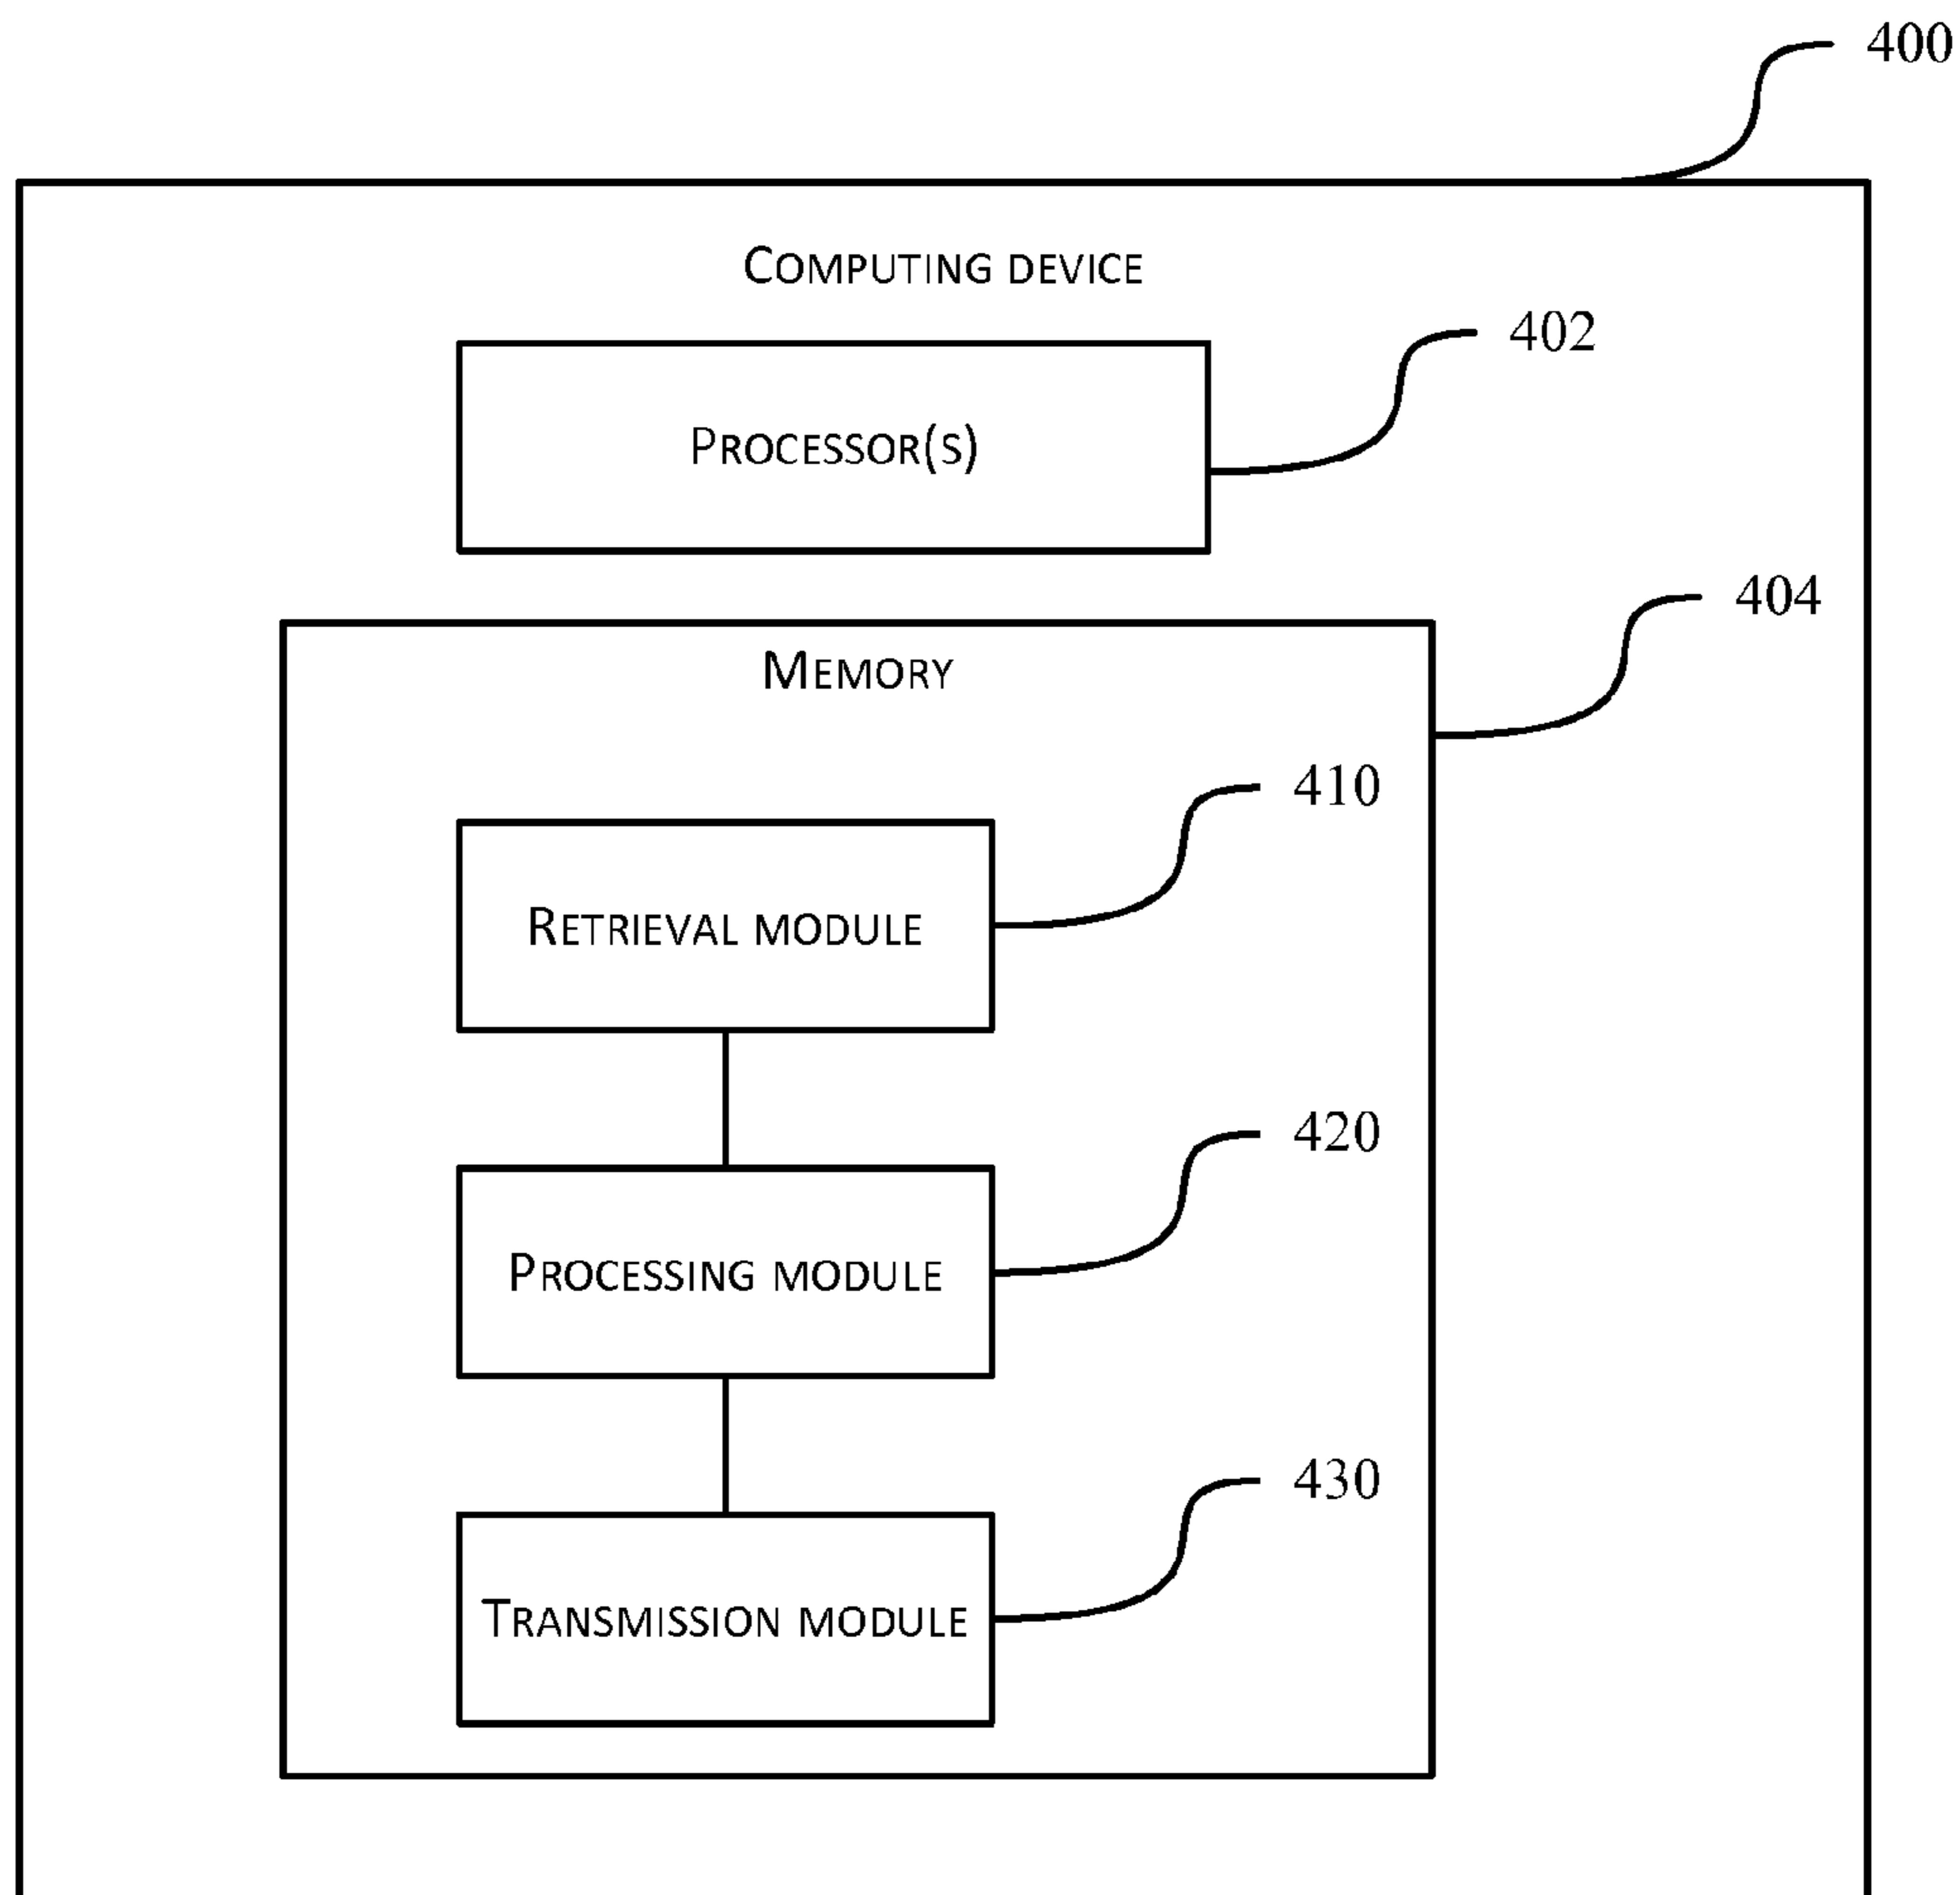 400
COMPUTING DEVICE
402
PROCESSOR(S)
404
MEMORY
410
RETRIEVAL MODULE
420
PROCESSING MODULE
430
TRANSMISSION MODULE